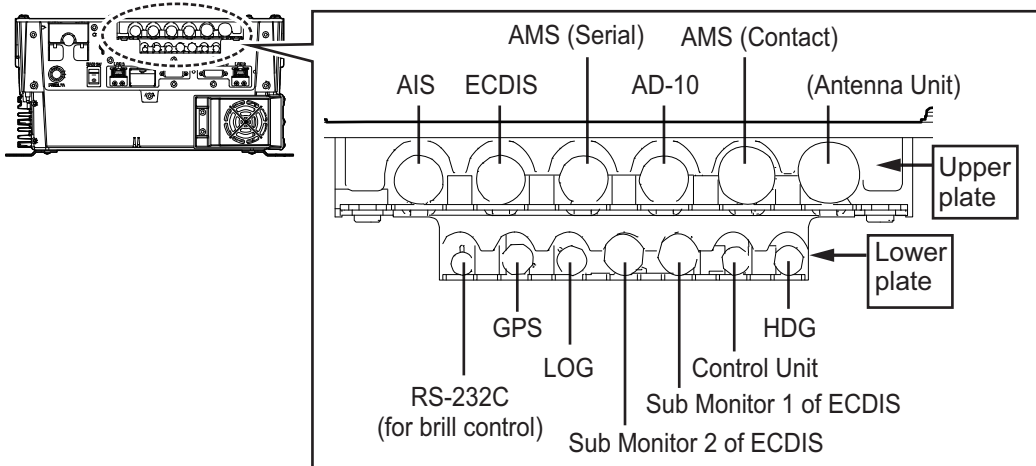 AMS (Serial)
AMS (Contact)
AIS
ECDIS
AD-10
(Antenna Unit)
Upper
plate
Lower
plate
GPS
HDG
LOG
Control Unit
RS-232C
(for brill control)
Sub Monitor 1 of ECDIS
Sub Monitor 2 of ECDIS